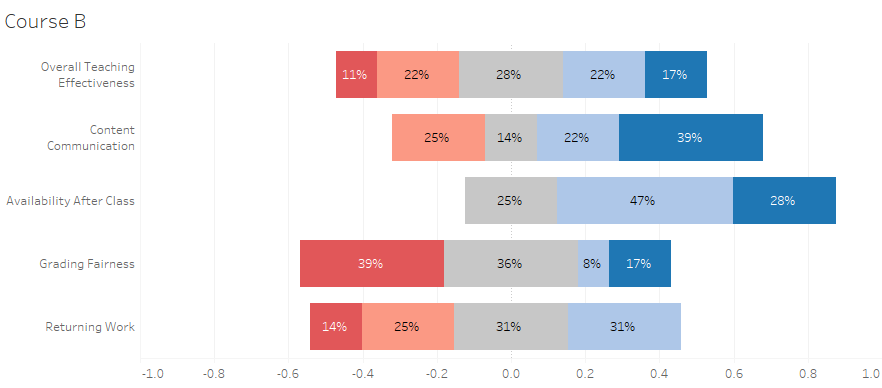 Course B
Overall Teaching
Effectiveness
11% 22% 28% 22% 17%
Content
Communication
25% 14% 22% 39%
Availability After Class
25% 47% 28%
Grading Fairness
39% 36% 8% 17%
Returning Work
14% 25% 31% 31%
-1.0 -0.8 -0.6 -0.4 -0.2 0.0 0.2 0.4 0.6 0.8 1.0